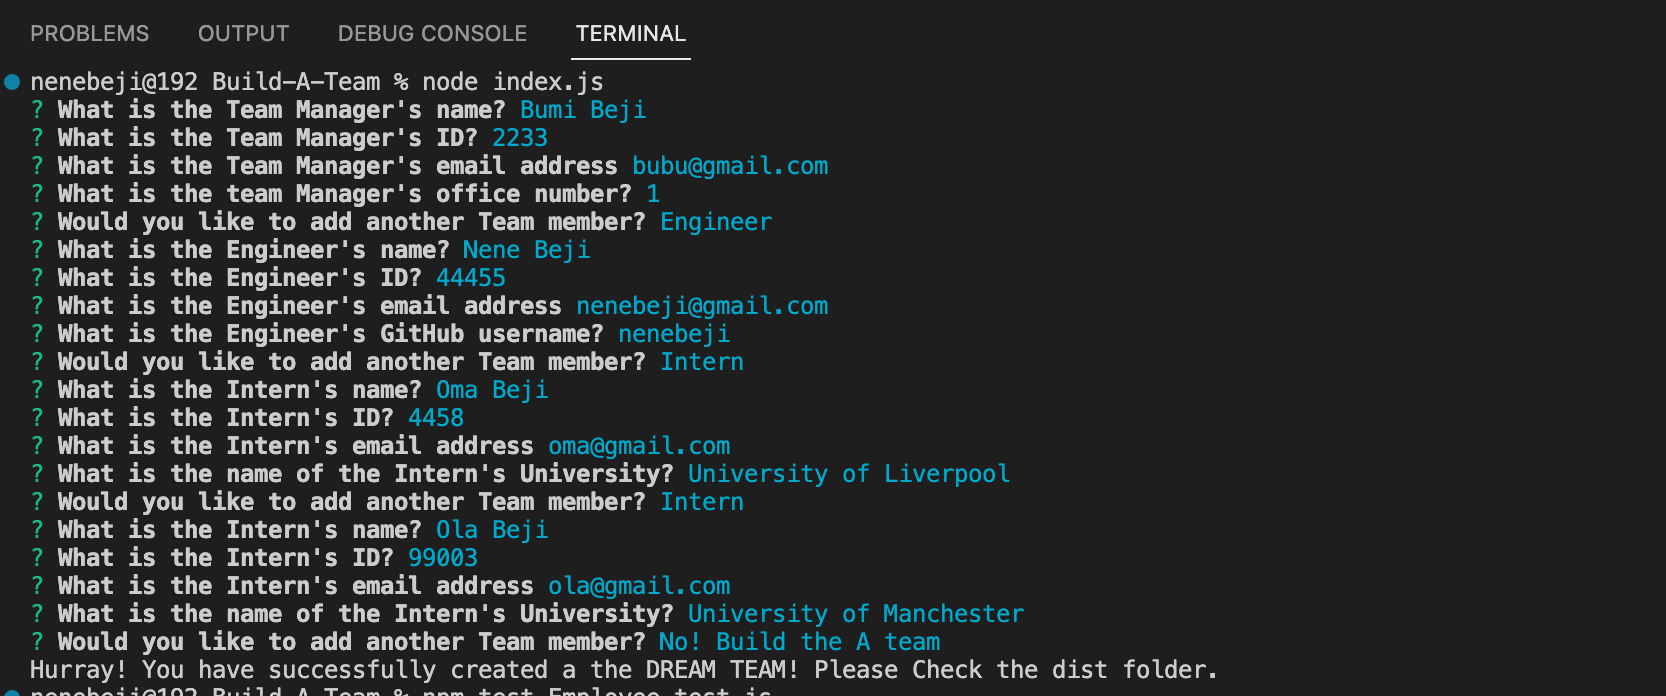 PROBLEMS OUTPUT DEBUG CONSOLE TERMINAL
nenebeji@192 Build-A-Team % node index.js
? What is the Team Manager's name? Bumi Beji
? What is the Team Manager's ID? 2233
? What is the Team Manager's email address bubu@gmail.com
? What is the team Manager's office number? 1
? Would you like to add another Team member? Engineer
? What is the Engineer's name? Nene Beji
? What is the Engineer's ID? 44455
? What is the Engineer's email address nenebeji@gmail.com
? What is the Engineer's GitHub username? nenebeji
? Would you like to add another Team member? Intern
? What is the Intern's name? Oma Beji
? What is the Intern's ID? 4458
? What is the Intern's email address oma@gmail.com
? What is the name of the Intern's University? University of Liverpool
? Would you like to add another Team member? Intern
? What is the Intern's name? Ola Beji
? What is the Intern's ID? 99003
? What is the Intern's email address ola@gmail.com
? What is the name of the Intern's University? University of Manchester
? Would you like to add another Team member? No! Build the A team
Hurray! You have successfully created a the DREAM TEAM! Please Check the dist folder.
nenebeji@192 Build-A-Team % npm test Employee.test.js